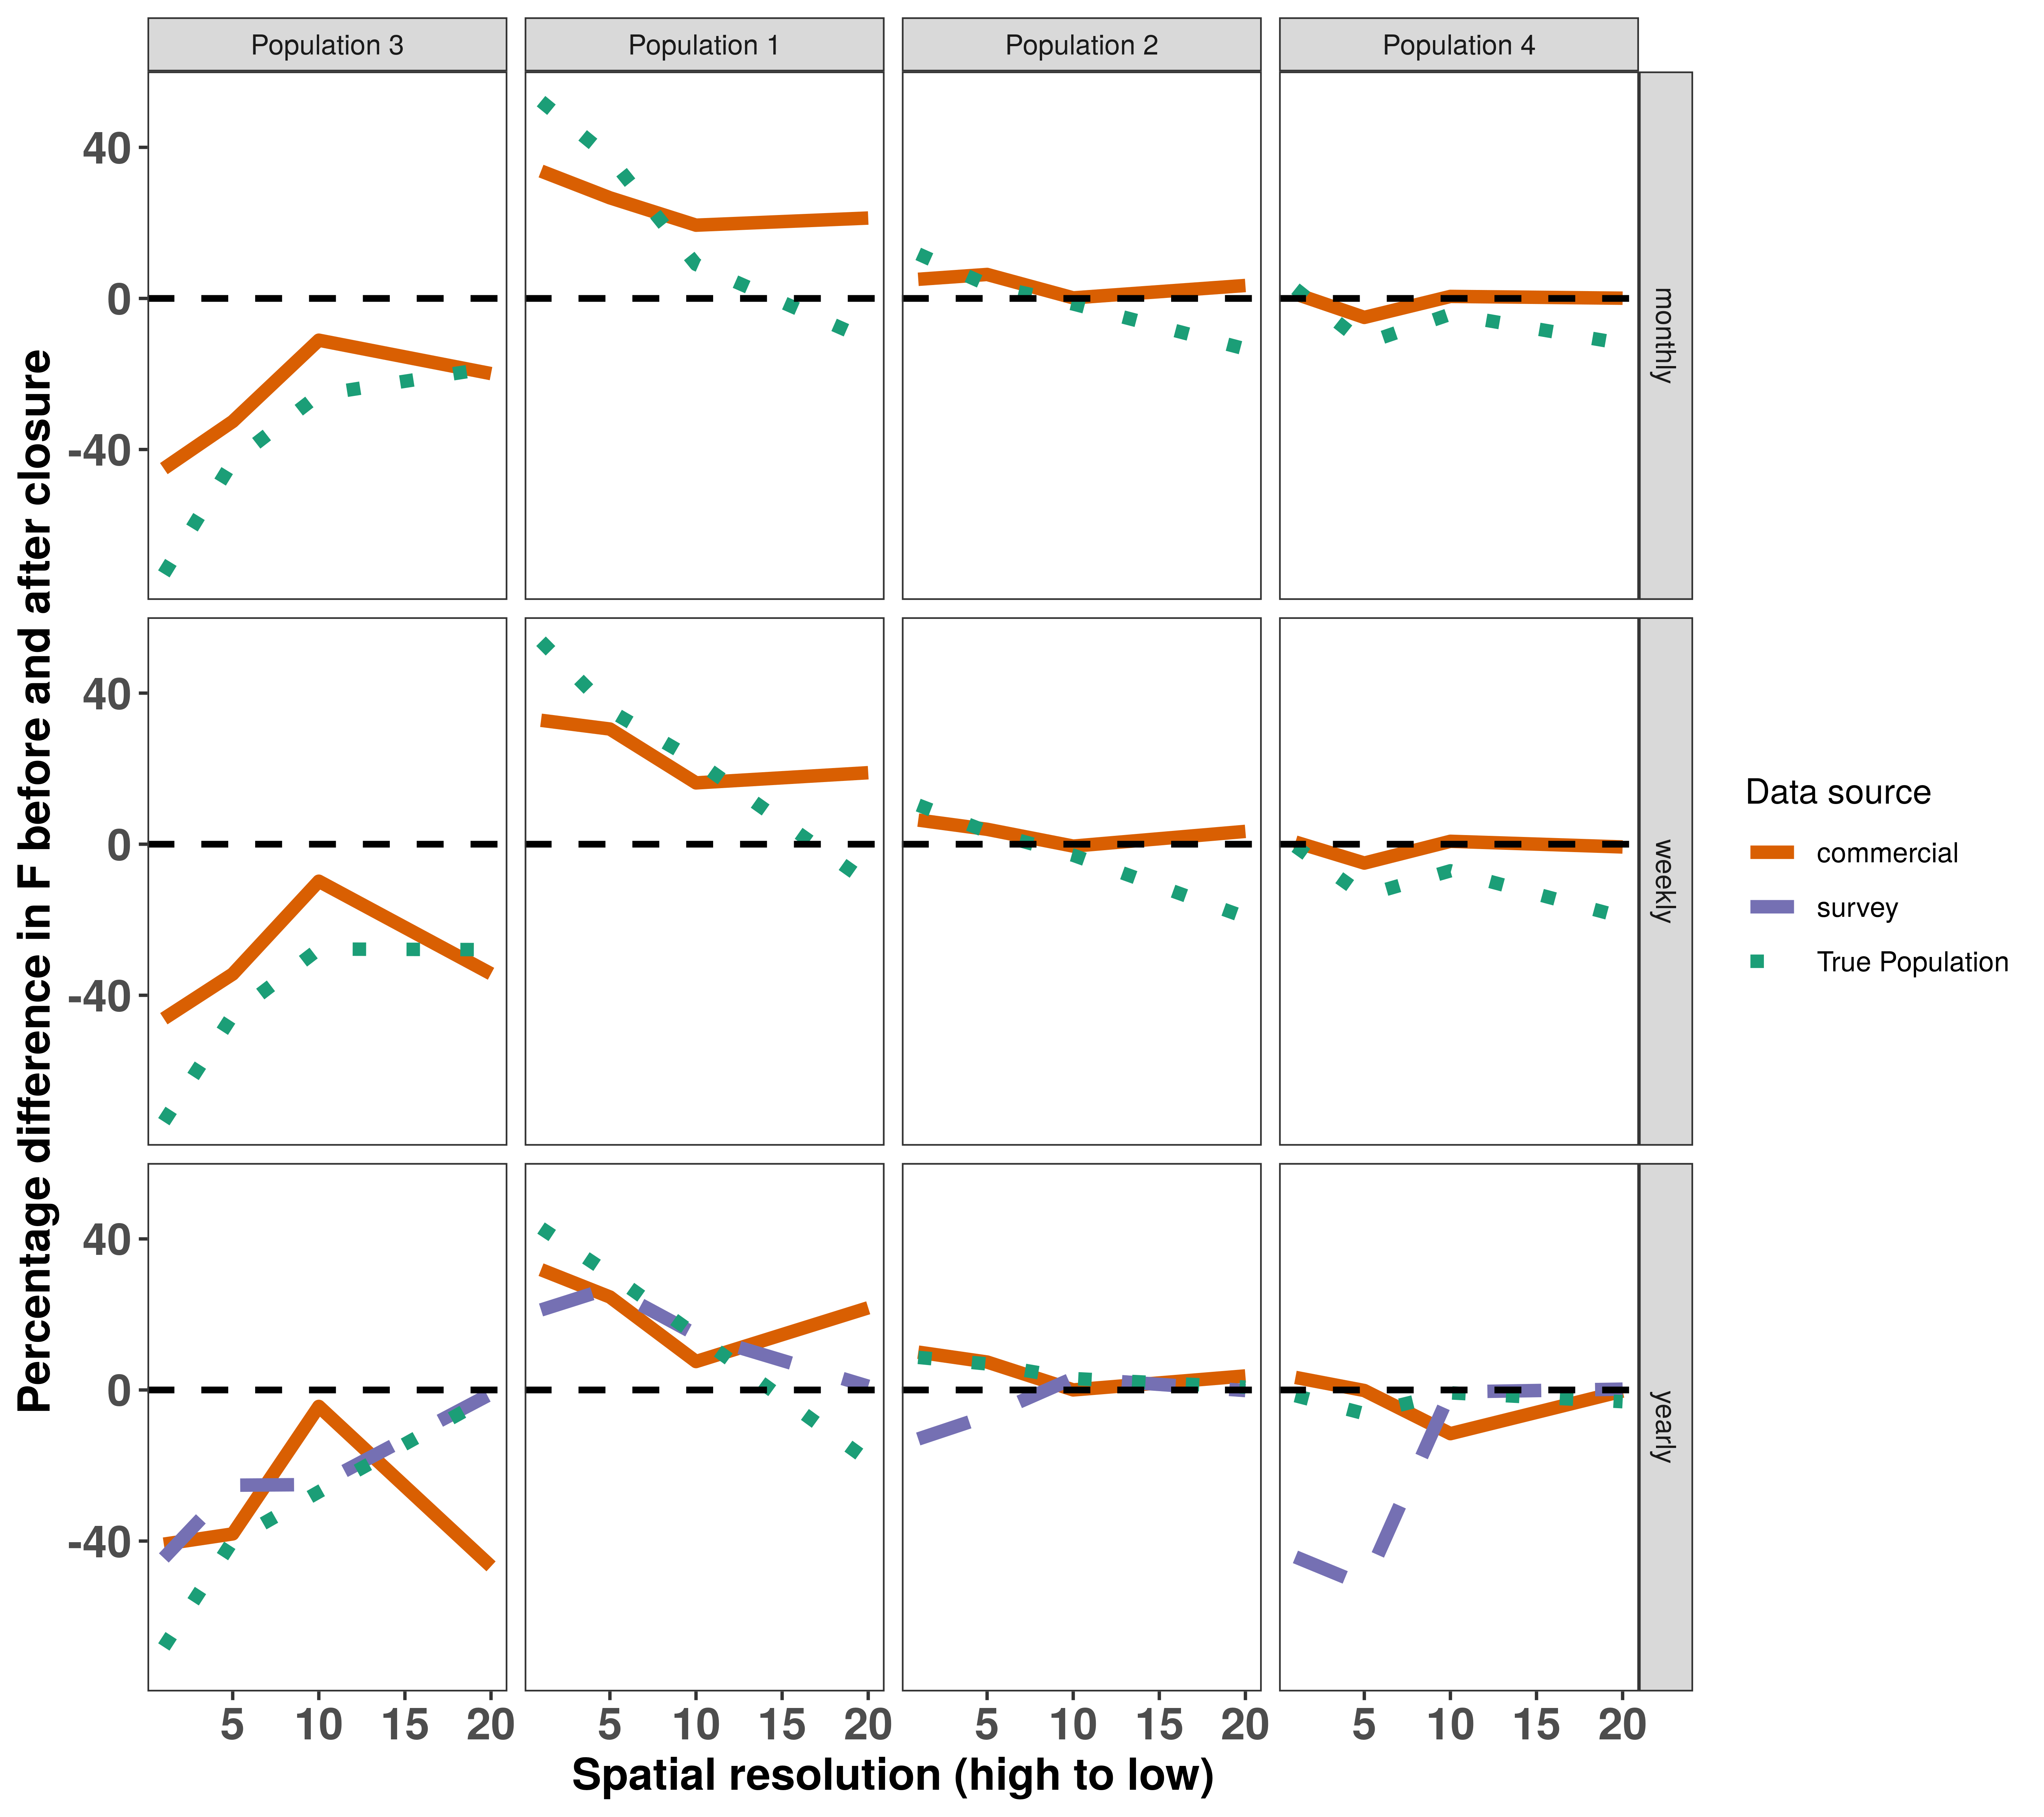 Population 3
Population 1
Population 2
Population 4
Percentage difference in F before and after closure
40
0
-40
monthly
40
0
-40
weekly
40
0
-40
yearly
5 10 15 20
5 10 15 20
5 10 15 20
5 10 15 20
Spatial resolution (high to low)
Data source
commercial
survey
True Population